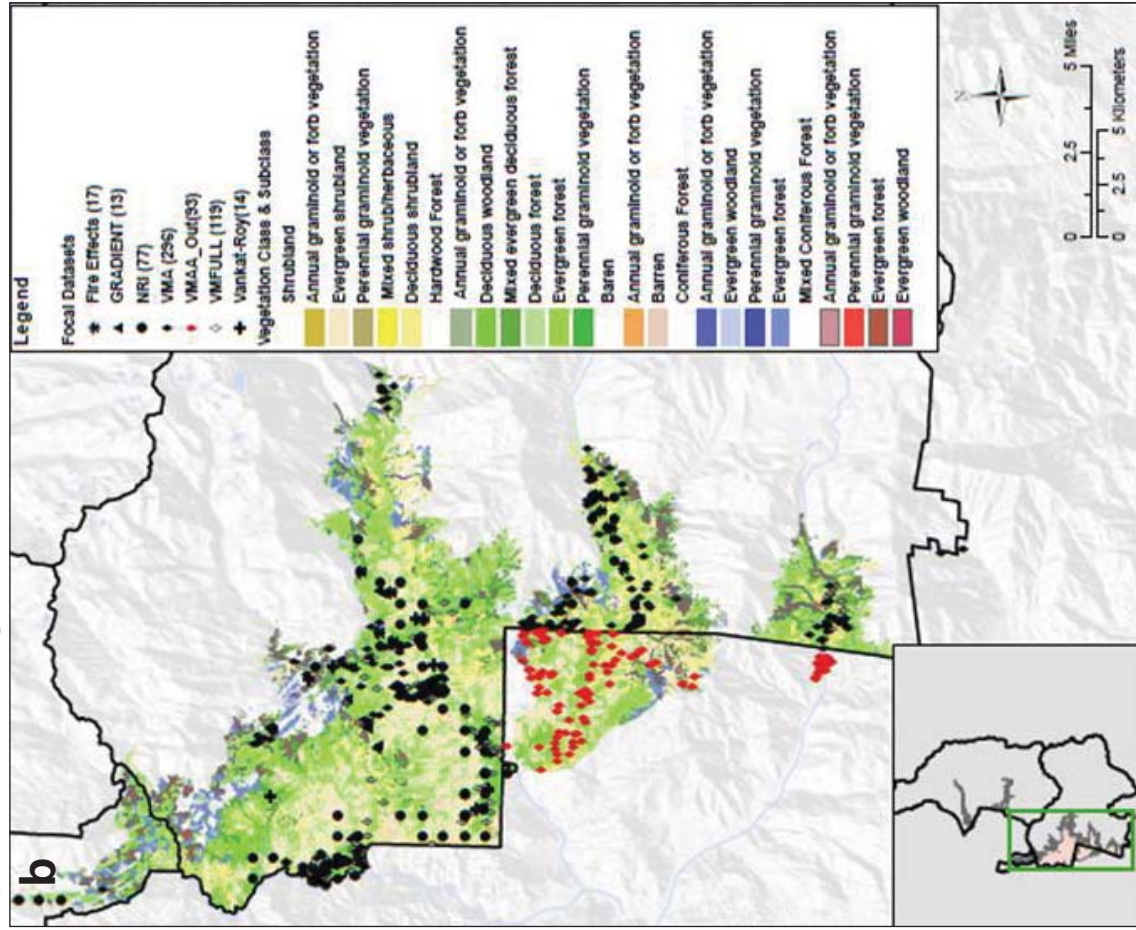 b
Legend
Focal Datasets
Fire Effects (17)
GRADIENT (13)
NRI (77)
VMA (296)
VMAA_Out(93)
VMFULL (119)
Vankat-Roy(14)
Vegetation Class & Subclass
Shrubland
Annual graminoid or forb vegetation
Evergreen shrubland
Perennial graminoid vegetation
Mixed shrub/herbaceous
Deciduous shrubland
Hardwood Forest
Annual graminoid or forb vegetation
Deciduous woodland
Mixed evergreen deciduous forest
Deciduous forest
Evergreen forest
Perennial graminoid vegetation
Barren
Annual graminoid or forb vegetation
Barren
Coniferous Forest
Annual graminoid or forb vegetation
Evergreen woodland
Perennial graminoid vegetation
Evergreen forest
Mixed Coniferous Forest
Annual graminoid or forb vegetation
Perennial graminoid vegetation
Evergreen forest
Evergreen woodland
N
0 2.5 5 Miles
0 2.5 5 Kilometers